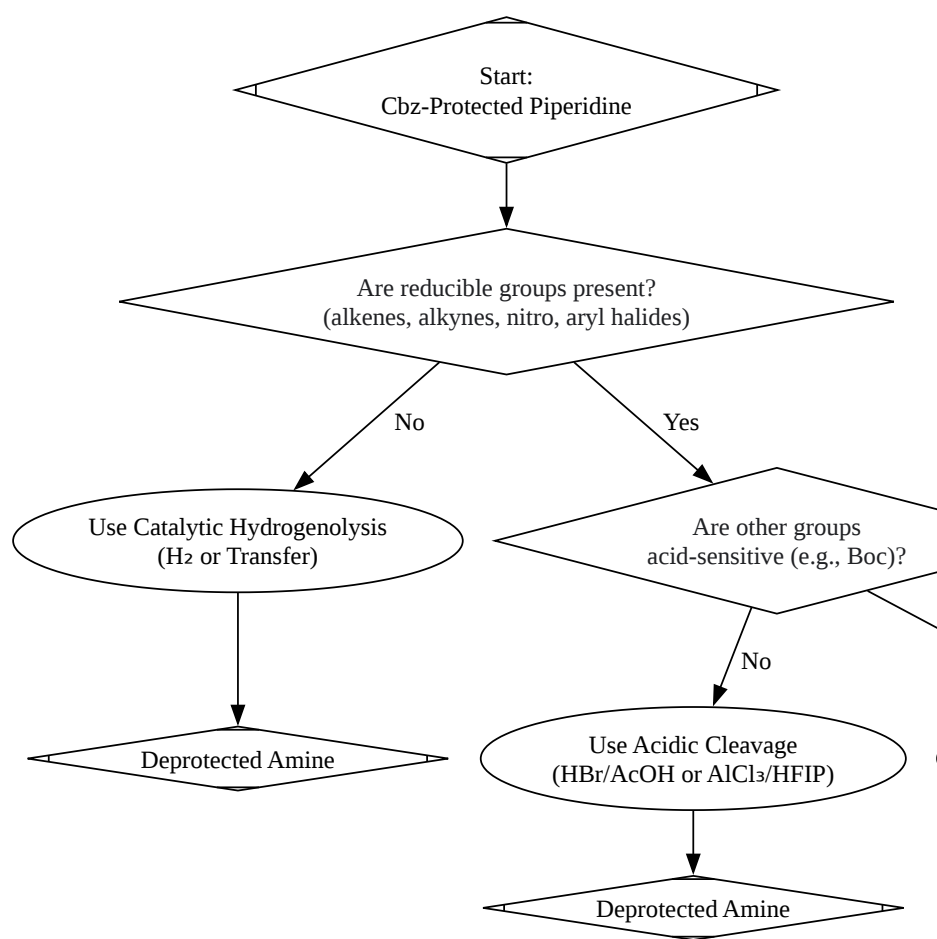 Start:
Cbz-Protected Piperidine
Are reducible groups present?
(alkenes, alkynes, nitro, aryl halides)
No
Yes
Use Catalytic Hydrogenolysis
(H₂ or Transfer)
Are other groups
acid-sensitive (e.g., Boc)?
No
Deprotected Amine
Use Acidic Cleavage
(HBr/AcOH or AlCl₃/HFIP)
Deprotected Amine